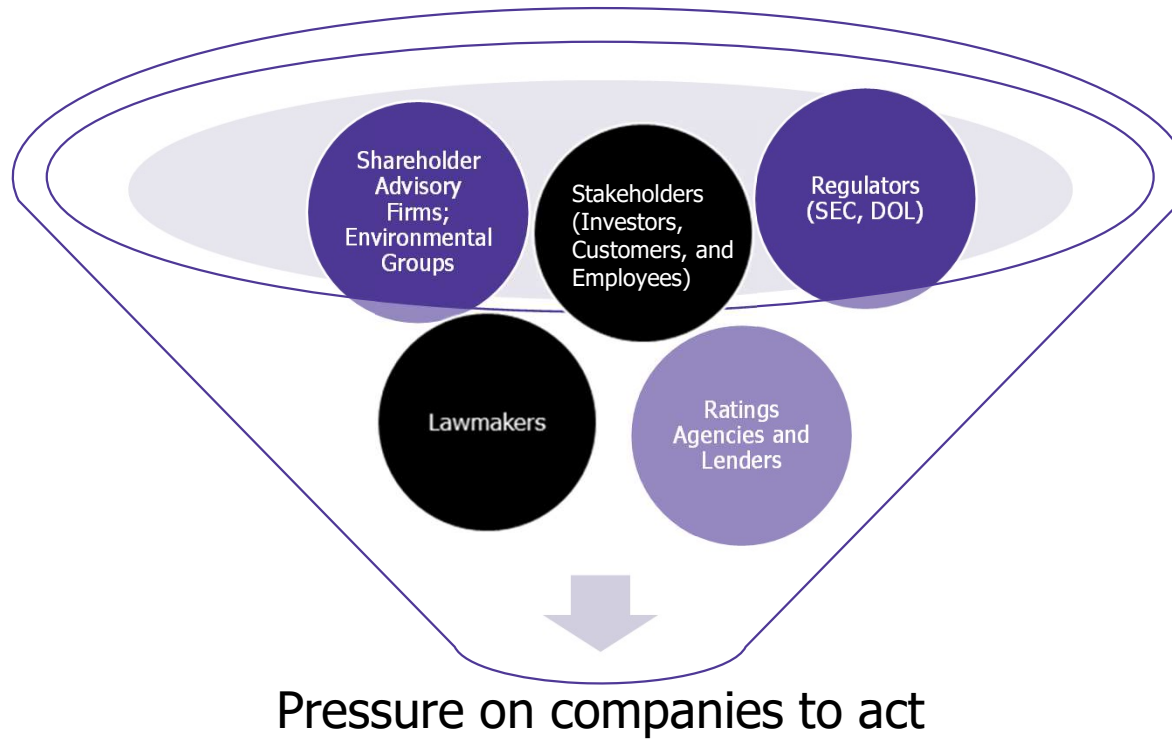 Shareholder
Advisory
Firms;
Environmental
Groups
Stakeholders
(Investors,
Customers, and
Employees)
Regulators
(SEC, DOL)
Lawmakers
Ratings
Agencies and
Lenders
Pressure on companies to act